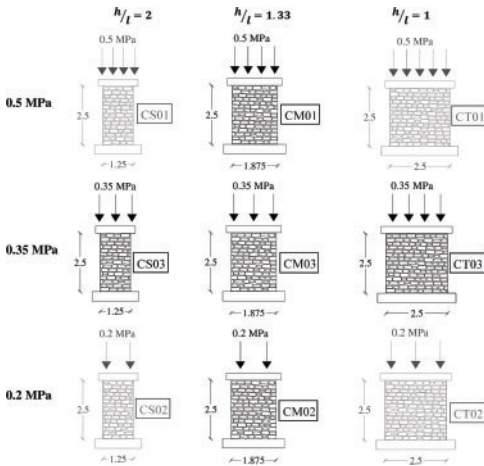 h/l = 2
h/l = 1.33
h/l = 1
0.5 MPa
0.5 MPa
0.5 MPa
0.5 MPa
2.5
CS01
2.5
CM01
2.5
CT01
1.25
1.875
2.5
0.35 MPa
0.35 MPa
0.35 MPa
0.35 MPa
2.5
CS03
2.5
CM03
2.5
CT03
1.25
1.875
2.5
0.2 MPa
0.2 MPa
0.2 MPa
0.2 MPa
2.5
CS02
2.5
CM02
2.5
CT02
1.25
1.875
2.5